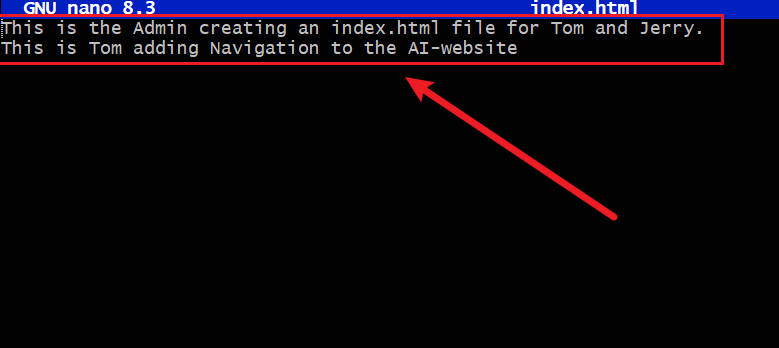 GNU nano 8.3 index.html
This is the Admin creating an index.html file for Tom and Jerry.
This is Tom adding Navigation to the AI-website